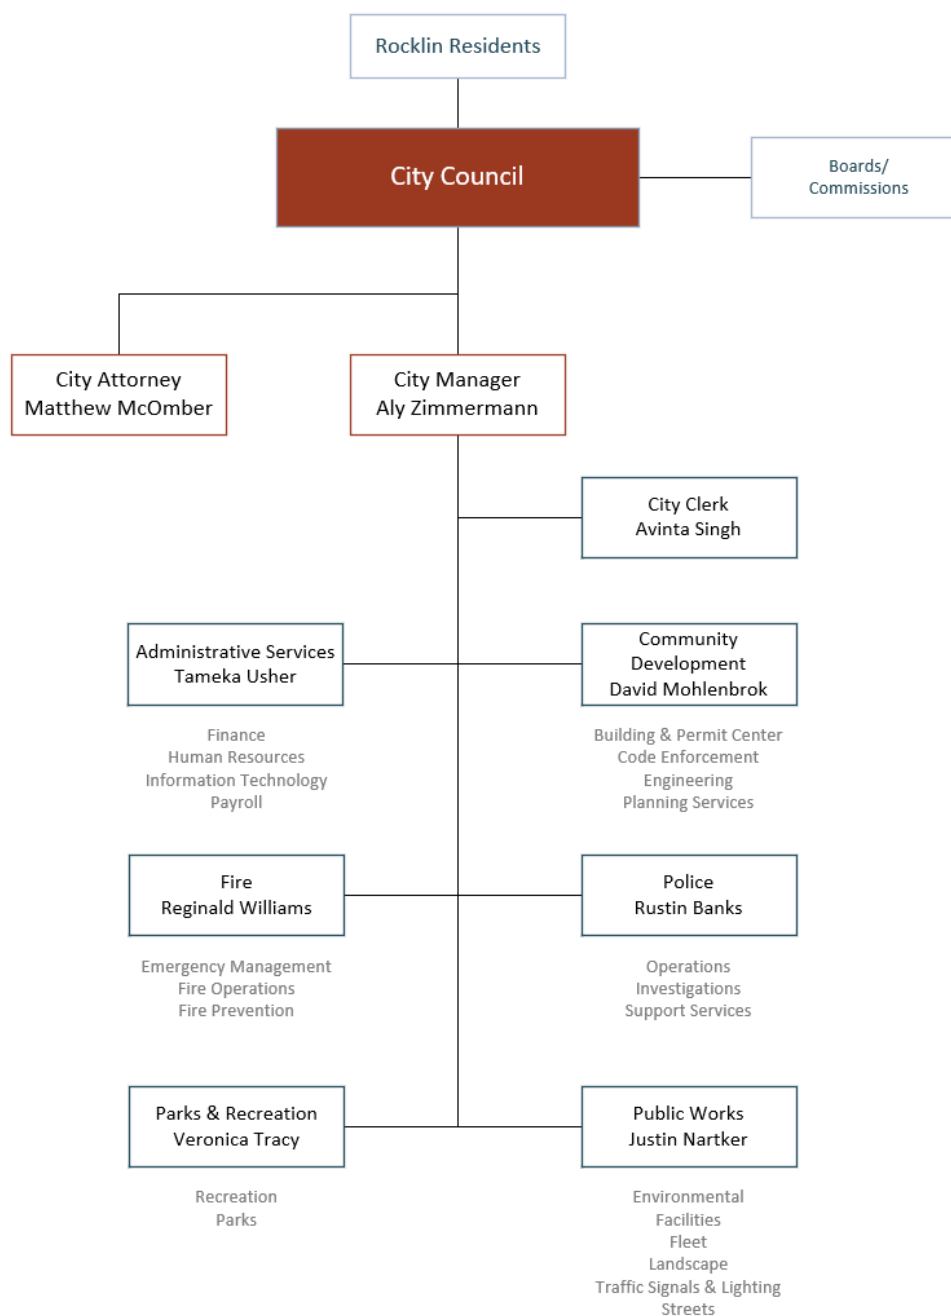 Rocklin Residents
City Council
Boards/
Commissions
City Attorney
Matthew McOmber
City Manager
Aly Zimmermann
City Clerk
Avinta Singh
Administrative Services
Tameka Usher
Finance
Human Resources
Information Technology
Payroll
Community
Development
David Mohlenbrok
Building & Permit Center
Code Enforcement
Engineering
Planning Services
Fire
Reginald Williams
Emergency Management
Fire Operations
Fire Prevention
Police
Rustin Banks
Operations
Investigations
Support Services
Parks & Recreation
Veronica Tracy
Recreation
Parks
Public Works
Justin Nartker
Environmental
Facilities
Fleet
Landscape
Traffic Signals & Lighting
Streets